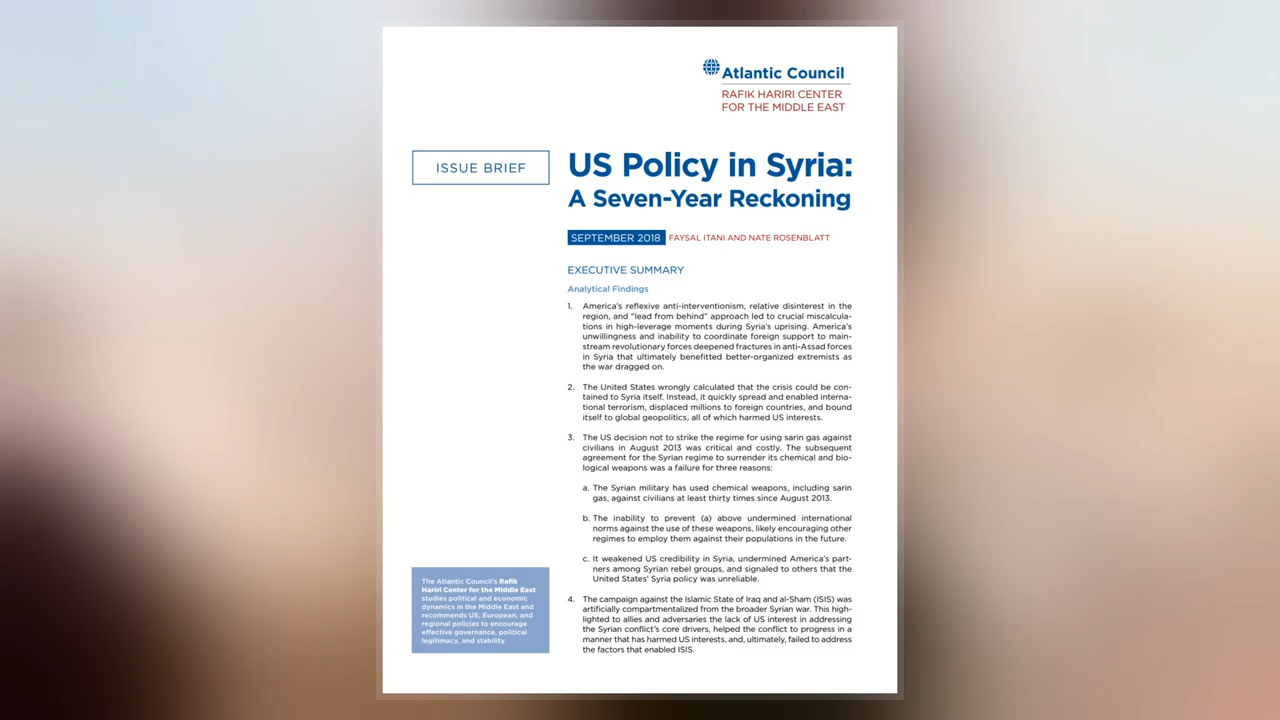 Atlantic Council
RAFIK HARIRI CENTER
FOR THE MIDDLE EAST
ISSUE BRIEF
US Policy in Syria:
A Seven-Year Reckoning
SEPTEMBER 2018 FAYSAL ITANI AND NATE ROSENBLATT
EXECUTIVE SUMMARY
Analytical Findings
1. America's reflexive anti-interventionism, relative disinterest in the
region, and "lead from behind" approach led to crucial miscalcula-
tions in high-leverage moments during Syria's uprising. America's
unwillingness and inability to coordinate foreign support to main-
stream revolutionary forces deepened fractures in anti-Assad forces
in Syria that ultimately benefitted better-organized extremists as
the war dragged on.
2. The United States wrongly calculated that the crisis could be con-
tained to Syria itself. Instead, it quickly spread and enabled interna-
tional terrorism, displaced millions to foreign countries, and bound
itself to global geopolitics, all of which harmed US interests.
3. The US decision not to strike the regime for using sarin gas against
civilians in August 2013 was critical and costly. The subsequent
agreement for the Syrian regime to surrender its chemical and bio-
logical weapons was a failure for three reasons:
a. The Syrian military has used chemical weapons, including sarin
gas, against civilians at least thirty times since August 2013.
b. The inability to prevent (a) above undermined international
norms against the use of these weapons, likely encouraging other
regimes to employ them against their populations in the future.
c. It weakened US credibility in Syria, undermined America's part-
ners among Syrian rebel groups, and signaled to others that the
United States' Syria policy was unreliable.
4. The campaign against the Islamic State of Iraq and al-Sham (ISIS) was
artificially compartmentalized from the broader Syrian war. This high-
lighted to allies and adversaries the lack of US interest in addressing
the Syrian conflict's core drivers, helped the conflict to progress in a
manner that has harmed US interests, and, ultimately, failed to address
the factors that enabled ISIS.
The Atlantic Council's Rafik
Hariri Center for the Middle East
studies political and economic
dynamics in the Middle East and
recommends US, European, and
regional policies to encourage
effective governance, political
legitimacy, and stability.